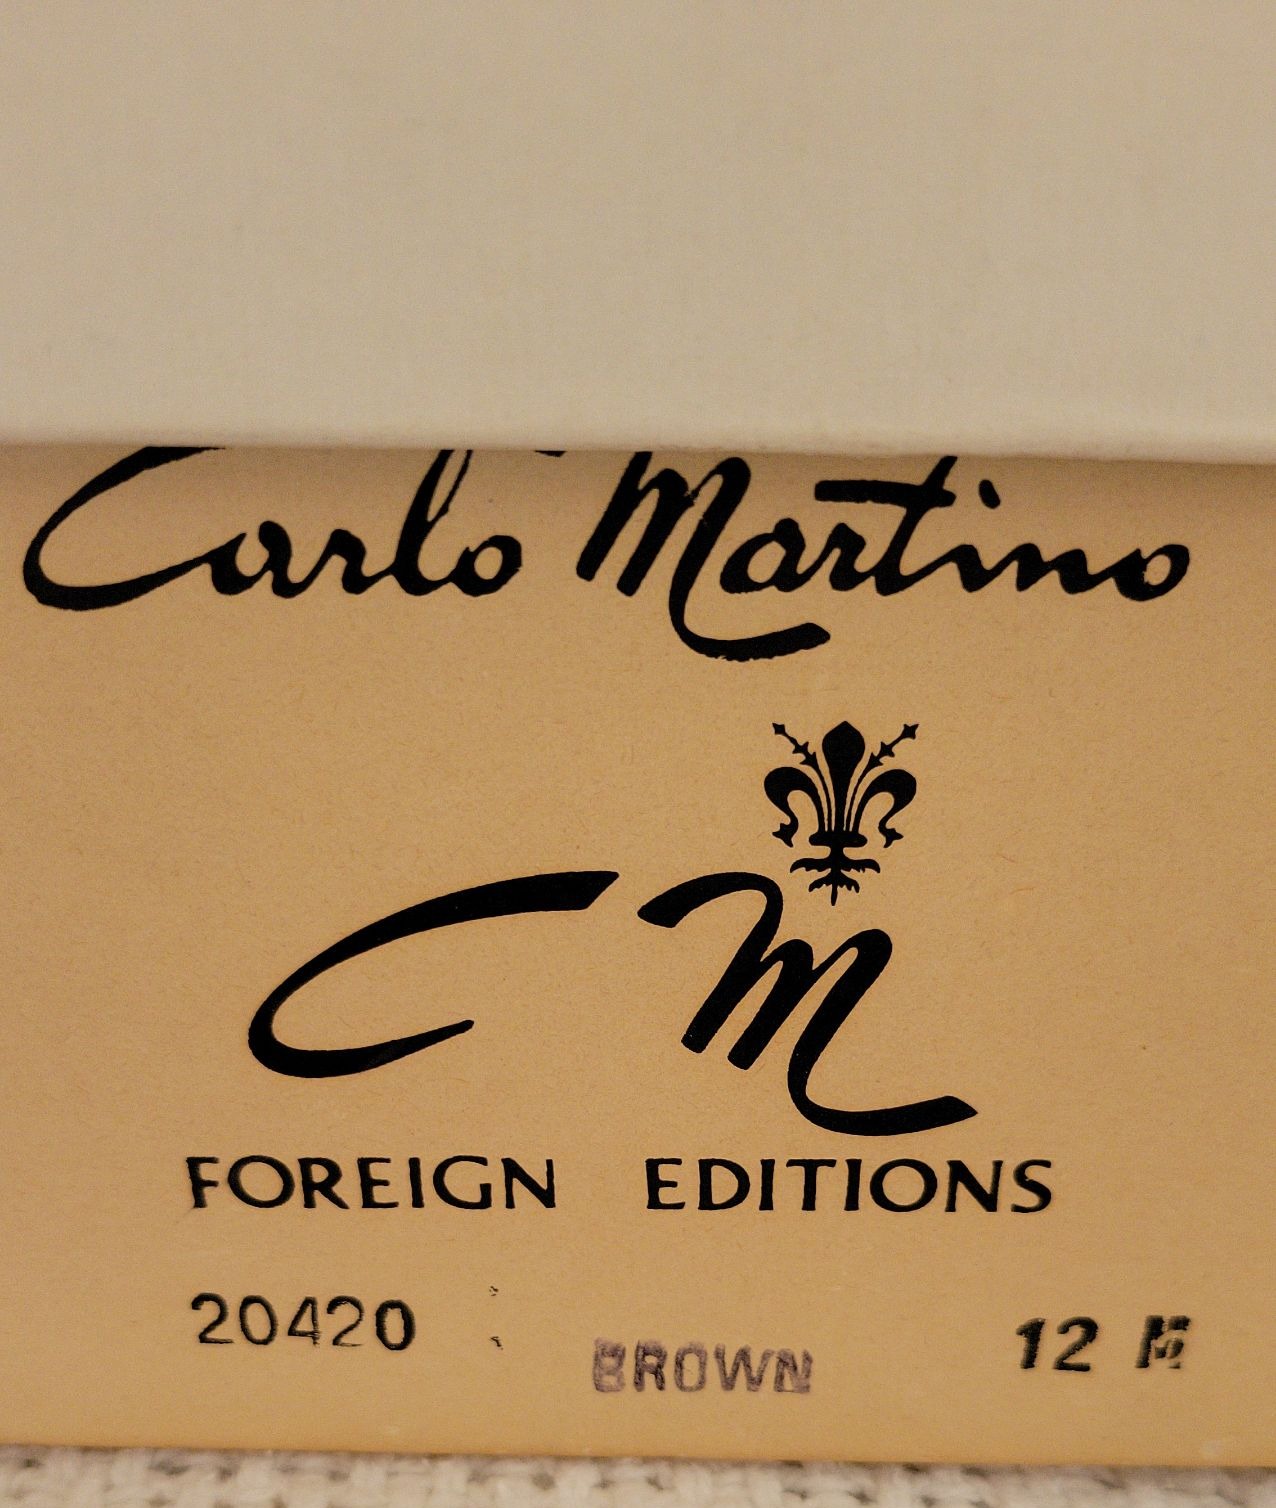 Carlo Martino
CM
FOREIGN EDITIONS
20420
BROWN
12